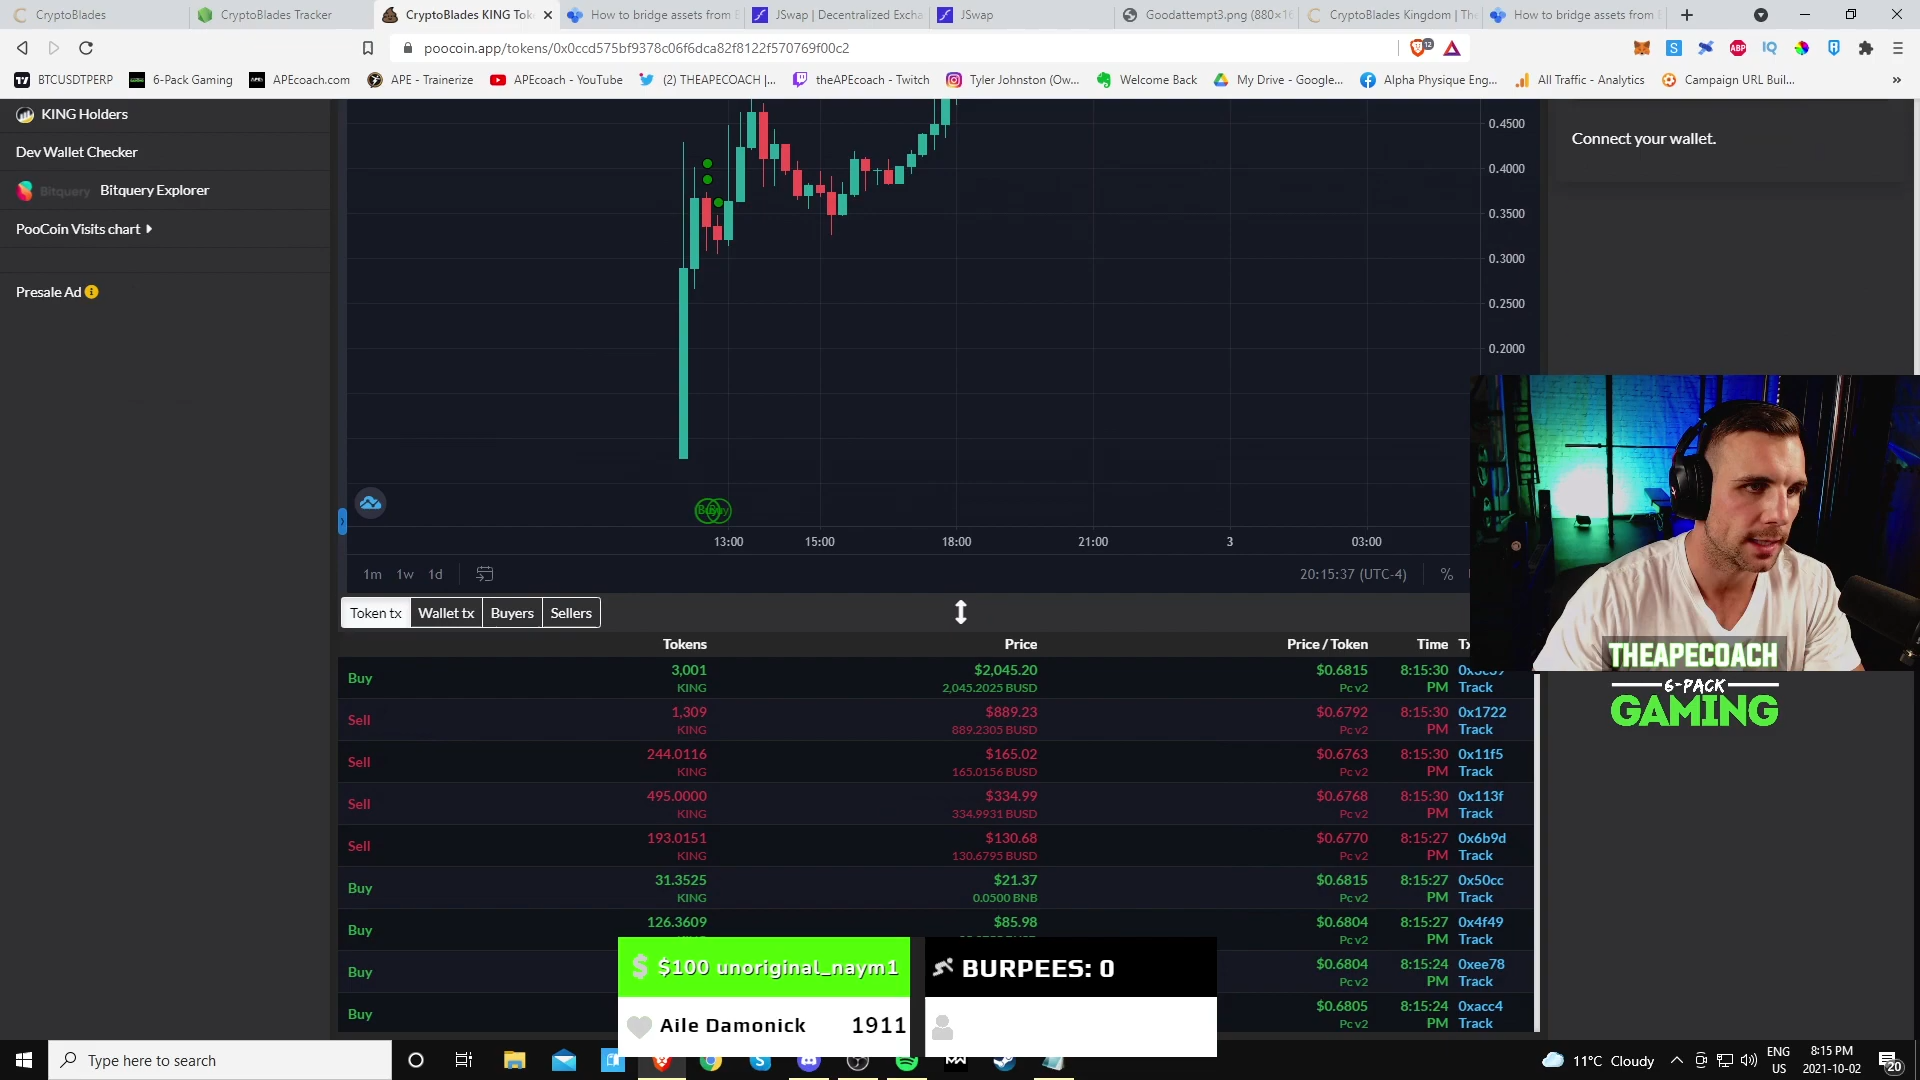 CryptoBlades
CryptoBlades Tracker
CryptoBlades KING Tok
How to bridge assets from
JSwap | Decentralized Excha
JSwap
Goodattempt3.png (880×1
CryptoBlades Kingdom | Th
How to bridge assets from
poocoin.app/tokens/0x0ccd575bf9378c06f6dca82f8122f570769f00c2
12
BTCUSDTPERP
6-Pack Gaming
APEcoach.com
APE - Trainerize
APEcoach - YouTube
(2) THEAPECOACH |...
theAPEcoach - Twitch
Tyler Johnston (Ow...
Welcome Back
My Drive - Google...
Alpha Physique Eng...
All Traffic - Analytics
Campaign URL Buil...
KING Holders
Dev Wallet Checker
Bitquery
Bitquery Explorer
PooCoin Visits chart
Presale Ad
Connect your wallet.
0.4500
0.4000
0.3500
0.3000
0.2500
0.2000
13:00 15:00 18:00 21:00 3 03:00
1m 1w 1d
20:15:37 (UTC-4) %
Token tx Wallet tx Buyers Sellers
Tokens Price Price / Token Time
Buy 3,001 $2,045.20 $0.6815 8:15:30
KING 2,045.2025 BUSD Pc v2 PM Track
Sell 1,309 $889.23 $0.6792 8:15:30 0x1722
KING 889.2305 BUSD Pc v2 PM Track
Sell 244.0116 $165.02 $0.6763 8:15:30 0x11f5
KING 165.0156 BUSD Pc v2 PM Track
Sell 495.0000 $334.99 $0.6768 8:15:30 0x113f
KING 334.9931 BUSD Pc v2 PM Track
Sell 193.0151 $130.68 $0.6770 8:15:27 0x6b9d
KING 130.6795 BUSD Pc v2 PM Track
Buy 31.3525 $21.37 $0.6815 8:15:27 0x50cc
KING 0.0500 BNB Pc v2 PM Track
Buy 126.3609 $85.98 $0.6804 8:15:27 0x4f49
Pc v2 PM Track
Buy $0.6804 8:15:24 0xee78
Pc v2 PM Track
Buy $0.6805 8:15:24 0xacc4
Pc v2 PM Track
THEAPECOACH
6-PACK
GAMING
$100 unoriginal_naym1
Aile Damonick 1911
BURPEES: 0
Type here to search
11°C Cloudy
ENG
US
8:15 PM
2021-10-02
20